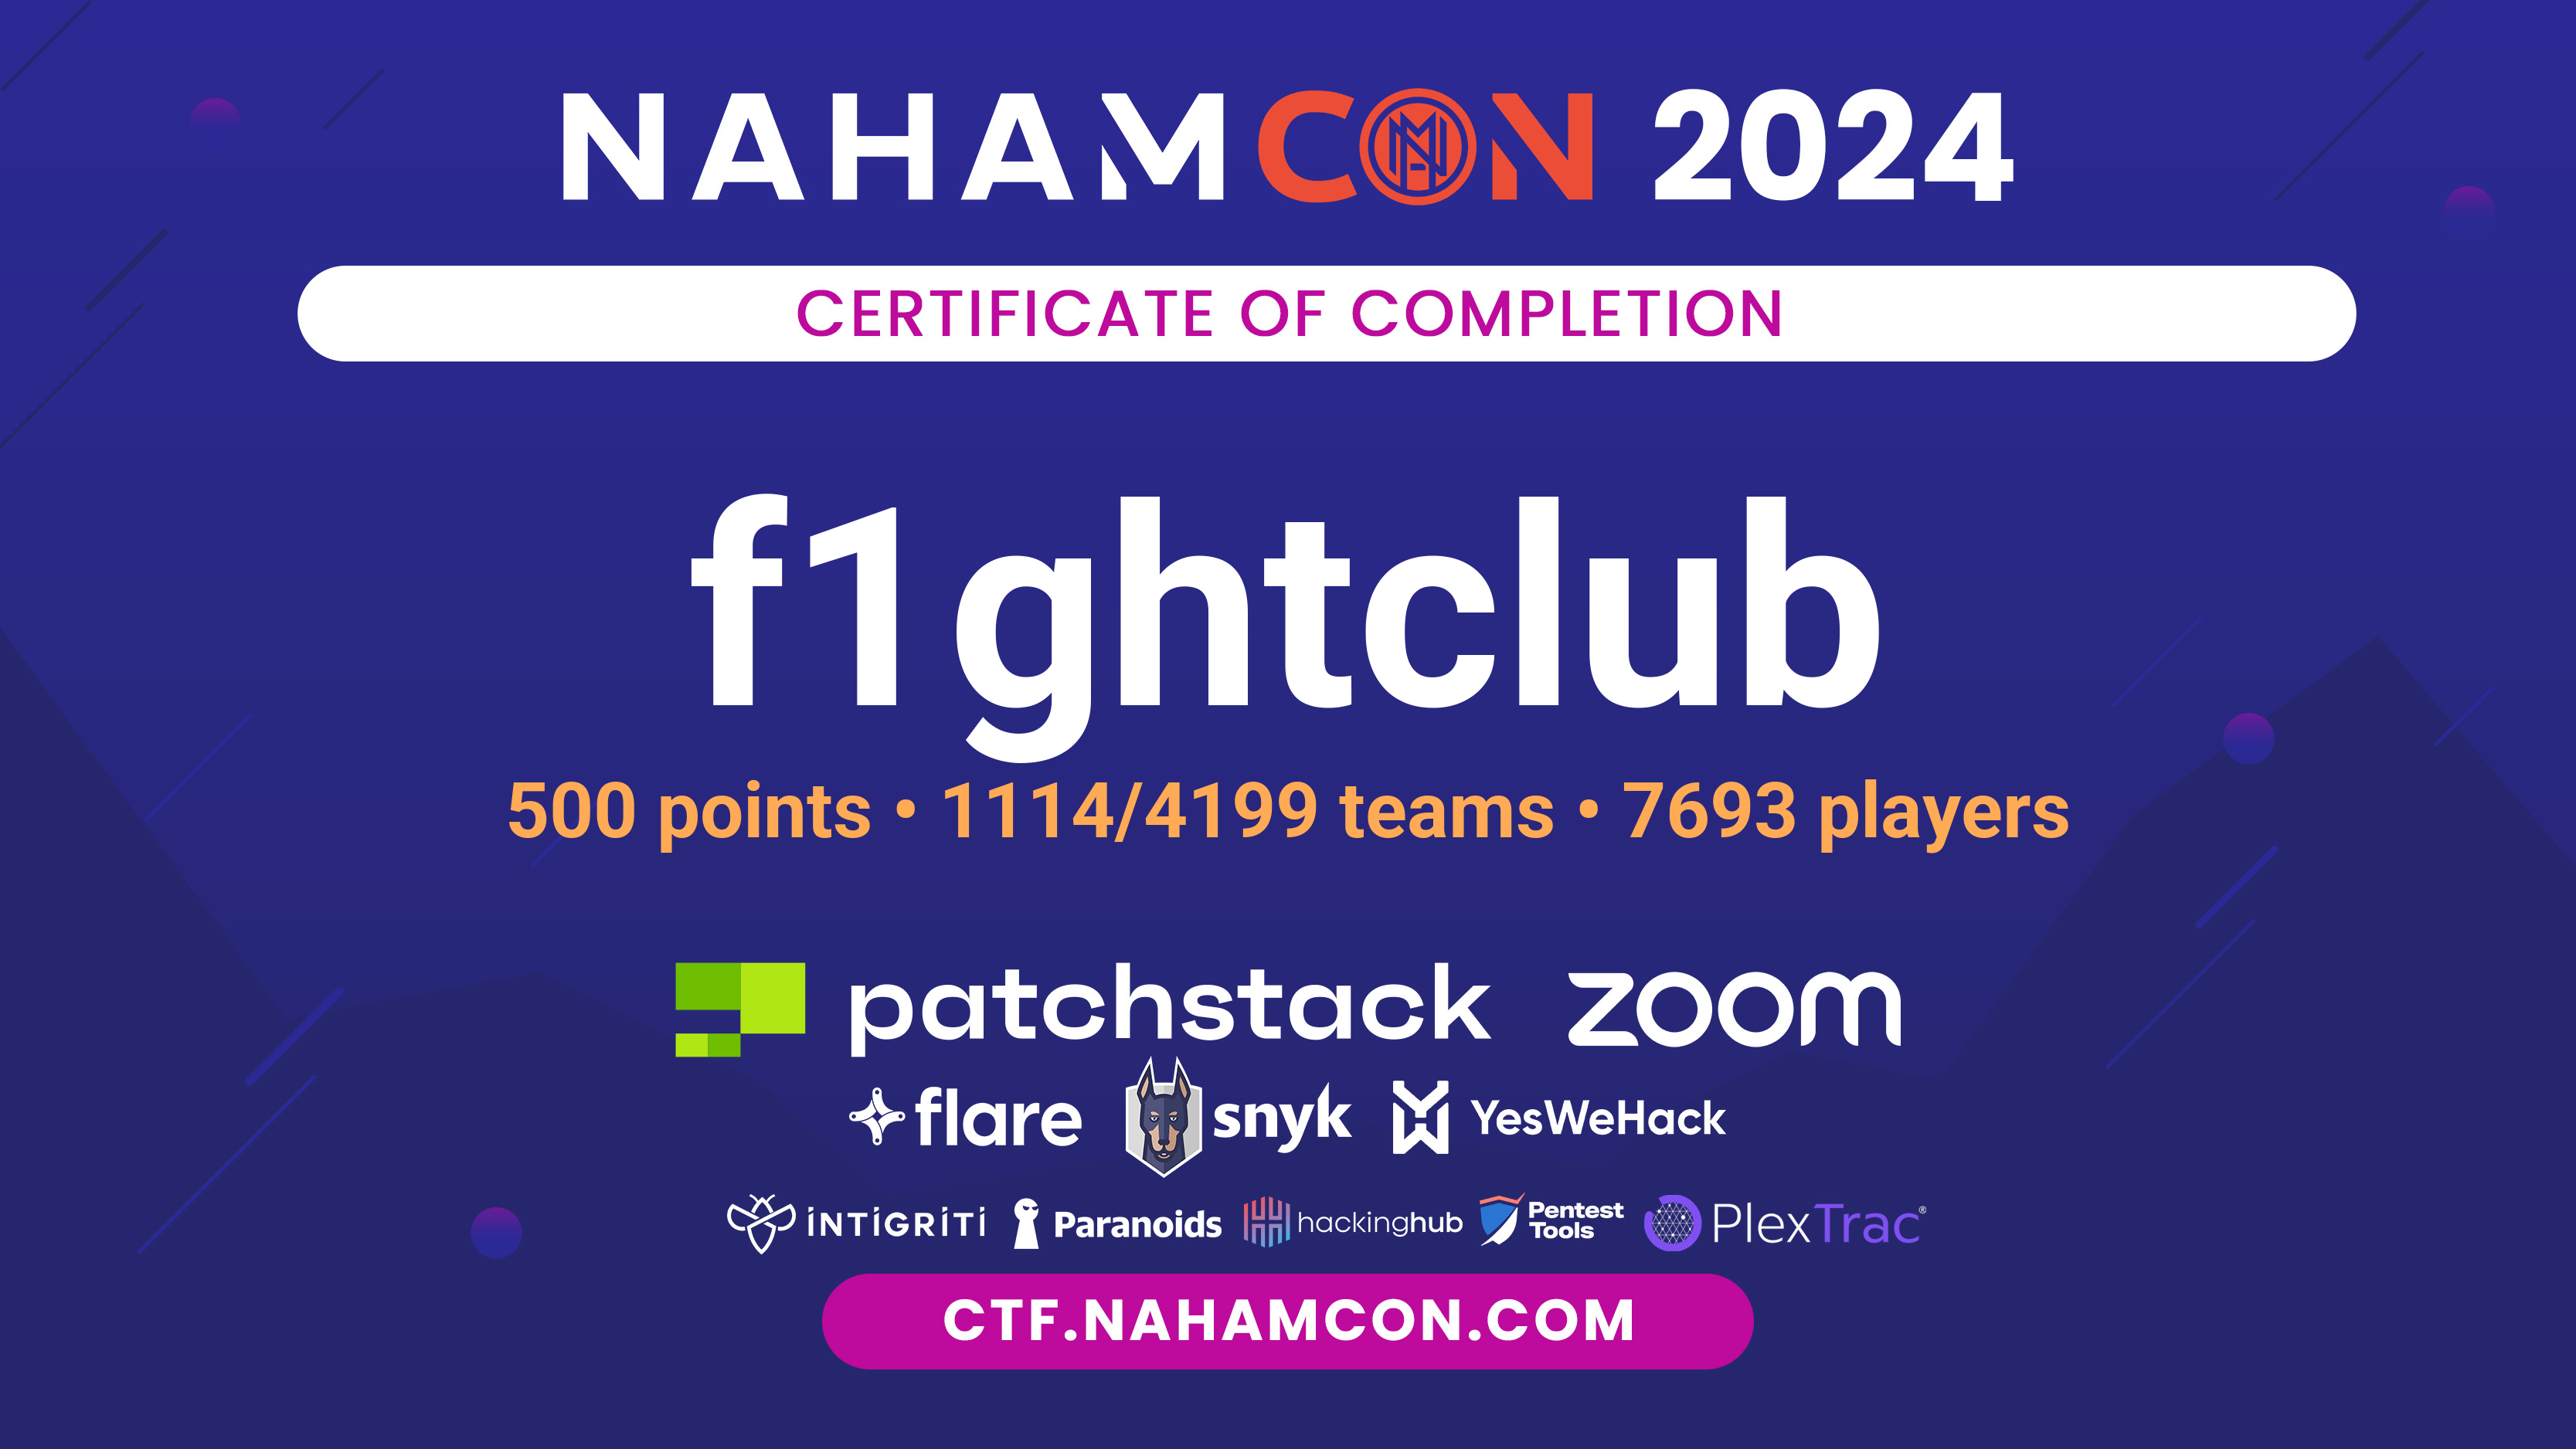 NAHAMCON 2024
CERTIFICATE OF COMPLETION
f1ghtclub
500 points • 1114/4199 teams • 7693 players
patchstack zoom
flare snyk YesWeHack
INTIGRITI Paranoids hackinghub Pentest Tools PlexTrac®
CTF.NAHAMCON.COM